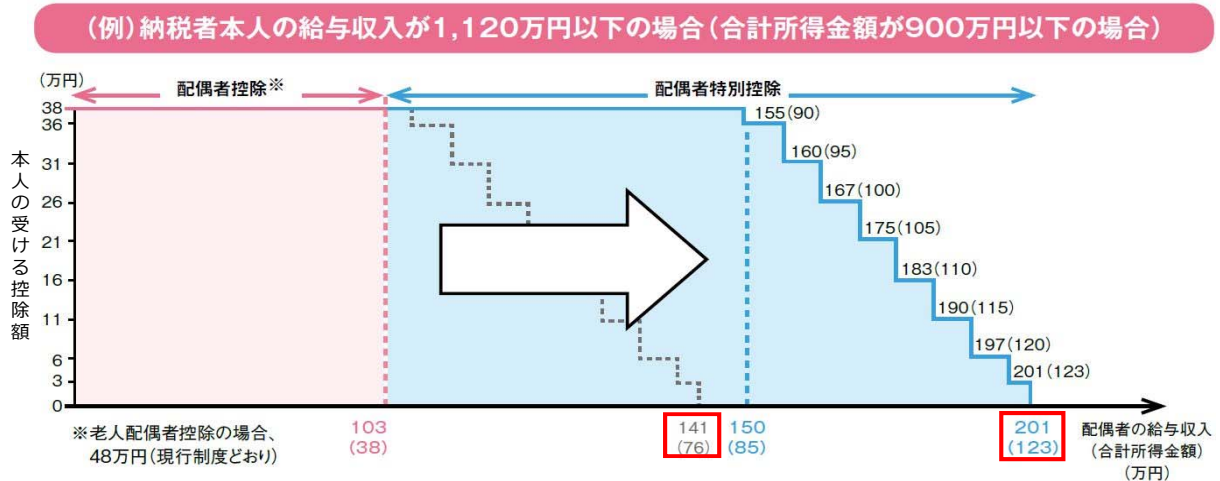 (例)納税者本人の給与収入が1,120万円以下の場合(合計所得金額が900万円以下の場合)
(万円)
配偶者控除※
配偶者特別控除
38
36
31
26
21
16
11
6
3
0
本人の受ける控除額
155(90)
160(95)
167(100)
175(105)
183(110)
190(115)
197(120)
201(123)
103
(38)
141
(76)
150
(85)
201
(123)
配偶者の給与収入
(合計所得金額)
(万円)
※老人配偶者控除の場合、
48万円(現行制度どおり)